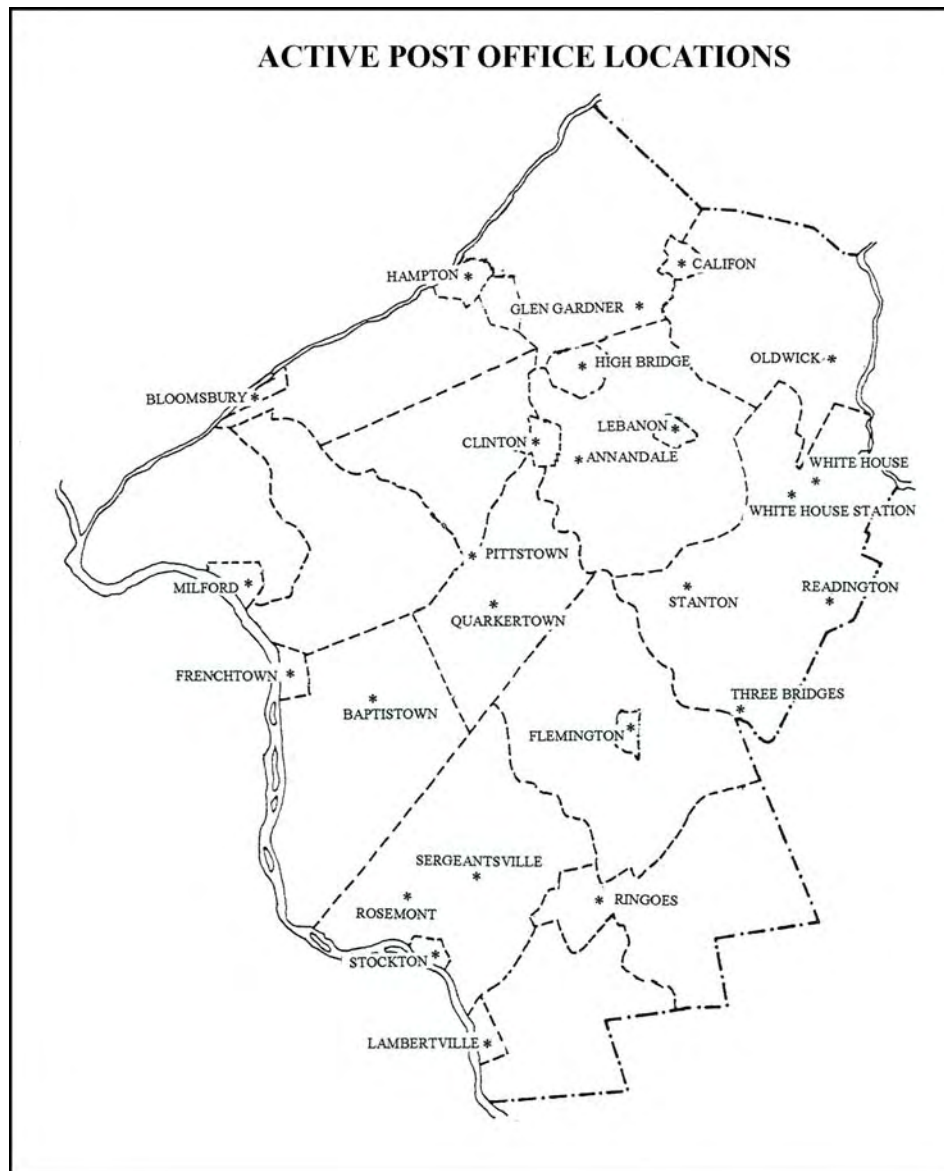 ACTIVE POST OFFICE LOCATIONS
CALIFON
HAMPTON
GLEN GARDNER
OLDWICK
HIGH BRIDGE
BLOOMSBURY
LEBANON
CLINTON
ANNANDALE
WHITE HOUSE
WHITE HOUSE STATION
PITTSTOWN
MILFORD
STANTON
READINGTON
QUARKERTOWN
FRENCHTOWN
THREE BRIDGES
BAPTISTOWN
FLEMINGTON
SERGEANTSVILLE
RINGOES
ROSEMONT
STOCKTON
LAMBERTVILLE